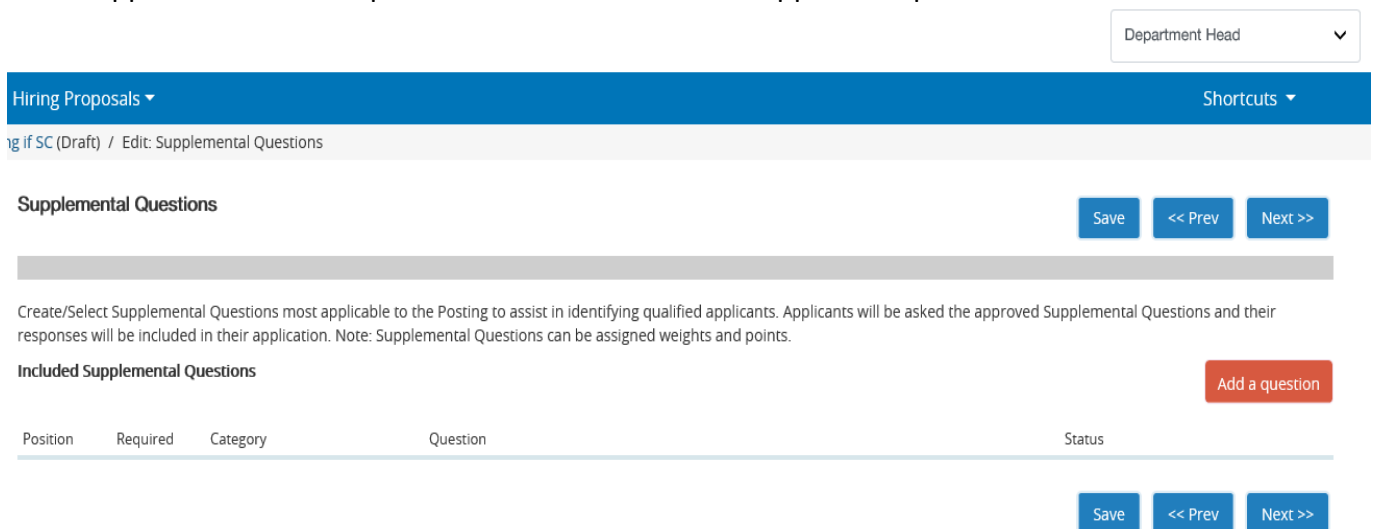 Department Head
Hiring Proposals
Shortcuts
ng if SC (Draft) / Edit: Supplemental Questions
Supplemental Questions
Save << Prev Next >>
Create/Select Supplemental Questions most applicable to the Posting to assist in identifying qualified applicants. Applicants will be asked the approved Supplemental Questions and their
responses will be included in their application. Note: Supplemental Questions can be assigned weights and points.
Included Supplemental Questions
Add a question
Position Required Category Question Status
Save << Prev Next >>